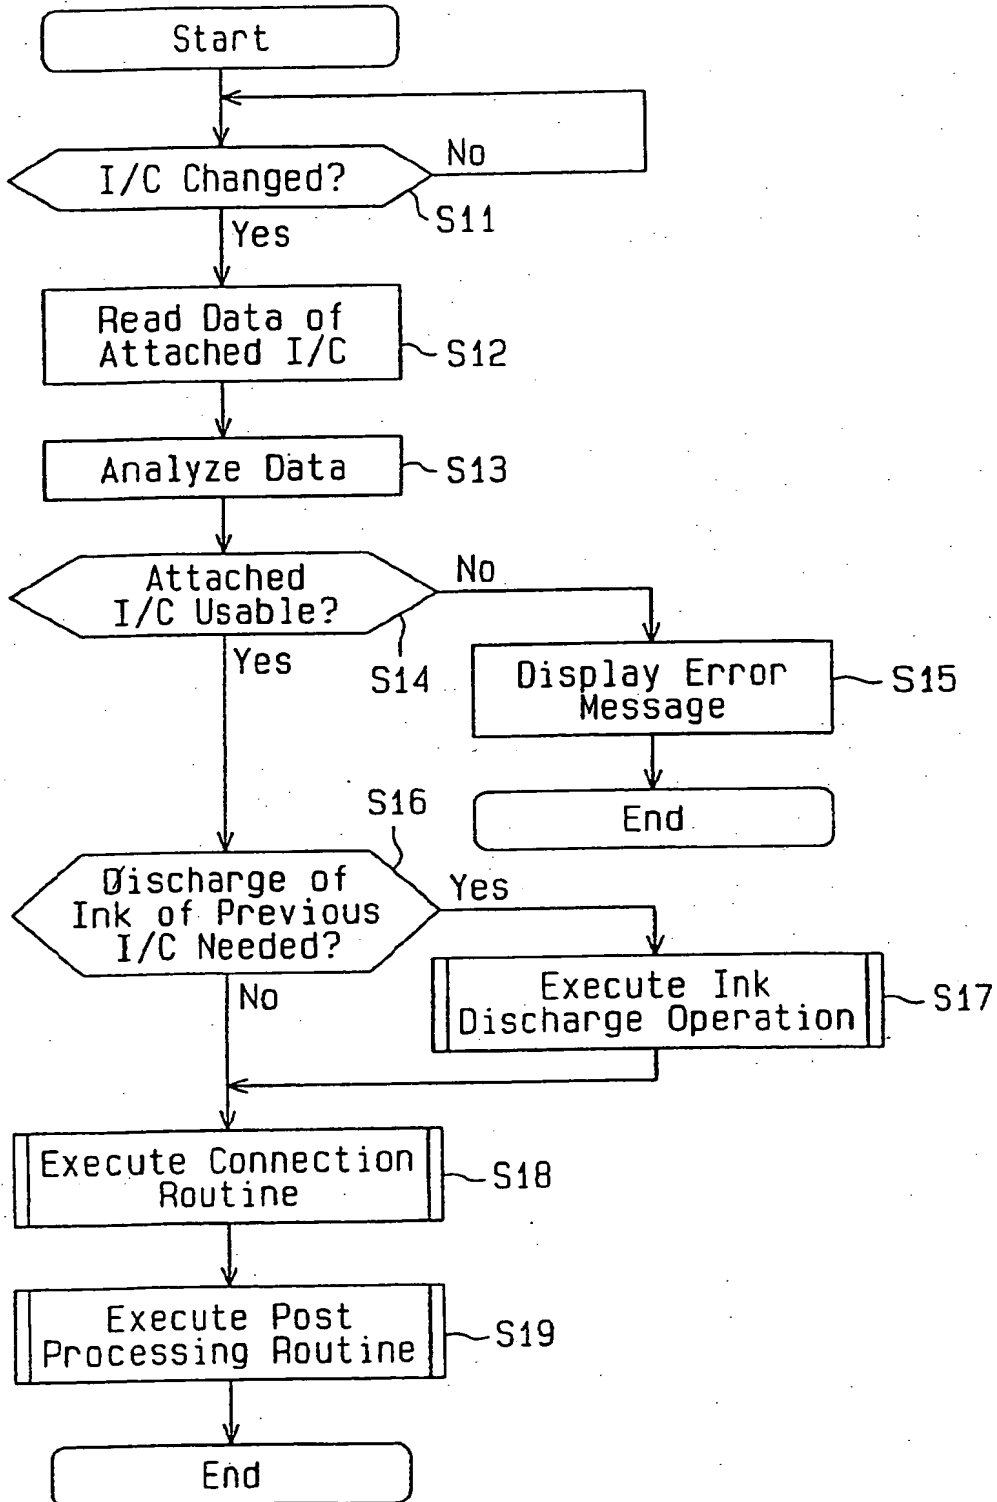 Start
I/C Changed?
No
S11
Yes
Read Data of
Attached I/C
S12
Analyze Data
S13
Attached
I/C Usable?
No
S14
Yes
Display Error
Message
S15
End
S16
Discharge of
Ink of Previous
I/C Needed?
Yes
No
Execute Ink
Discharge Operation
S17
Execute Connection
Routine
S18
Execute Post
Processing Routine
S19
End